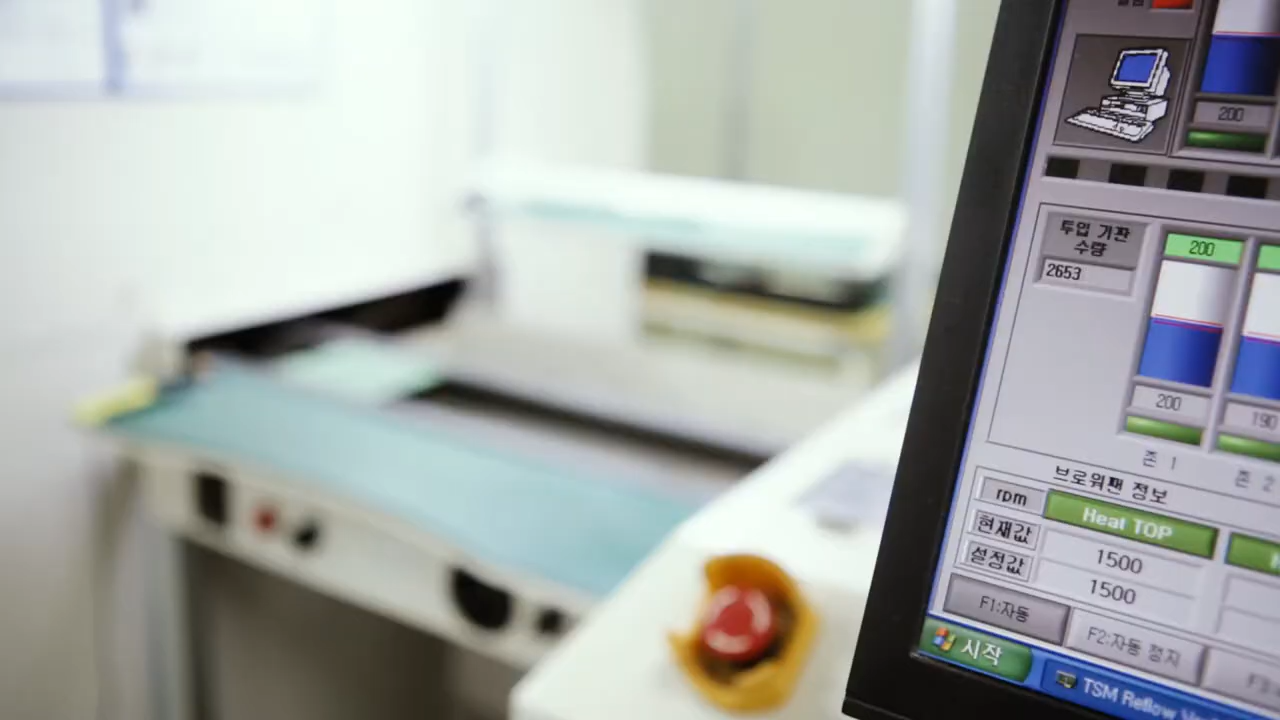 200
투입 기판
수량
2653
200
200
190
존 1
존 2
브로워팬 정보
rpm
Heat TOP
현재값
1500
설정값
1500
F1:자동
F2:자동 정지
F3:
시작
TSM Reflow